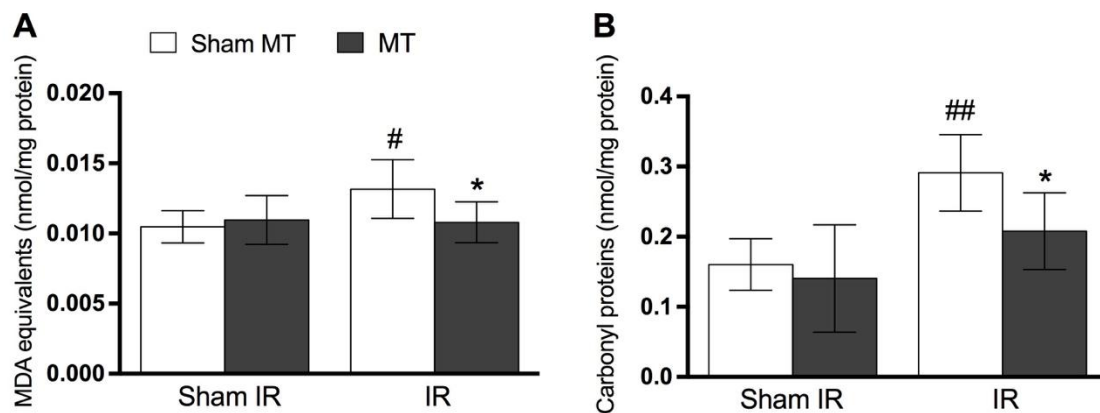 A
Sham MT
MT
MDA equivalents (nmol/mg protein)
0.020
0.015
0.010
0.005
0.000
#
*
Sham IR
IR
B
Carbonyl proteins (nmol/mg protein)
0.4
0.3
0.2
0.1
0.0
##
*
Sham IR
IR